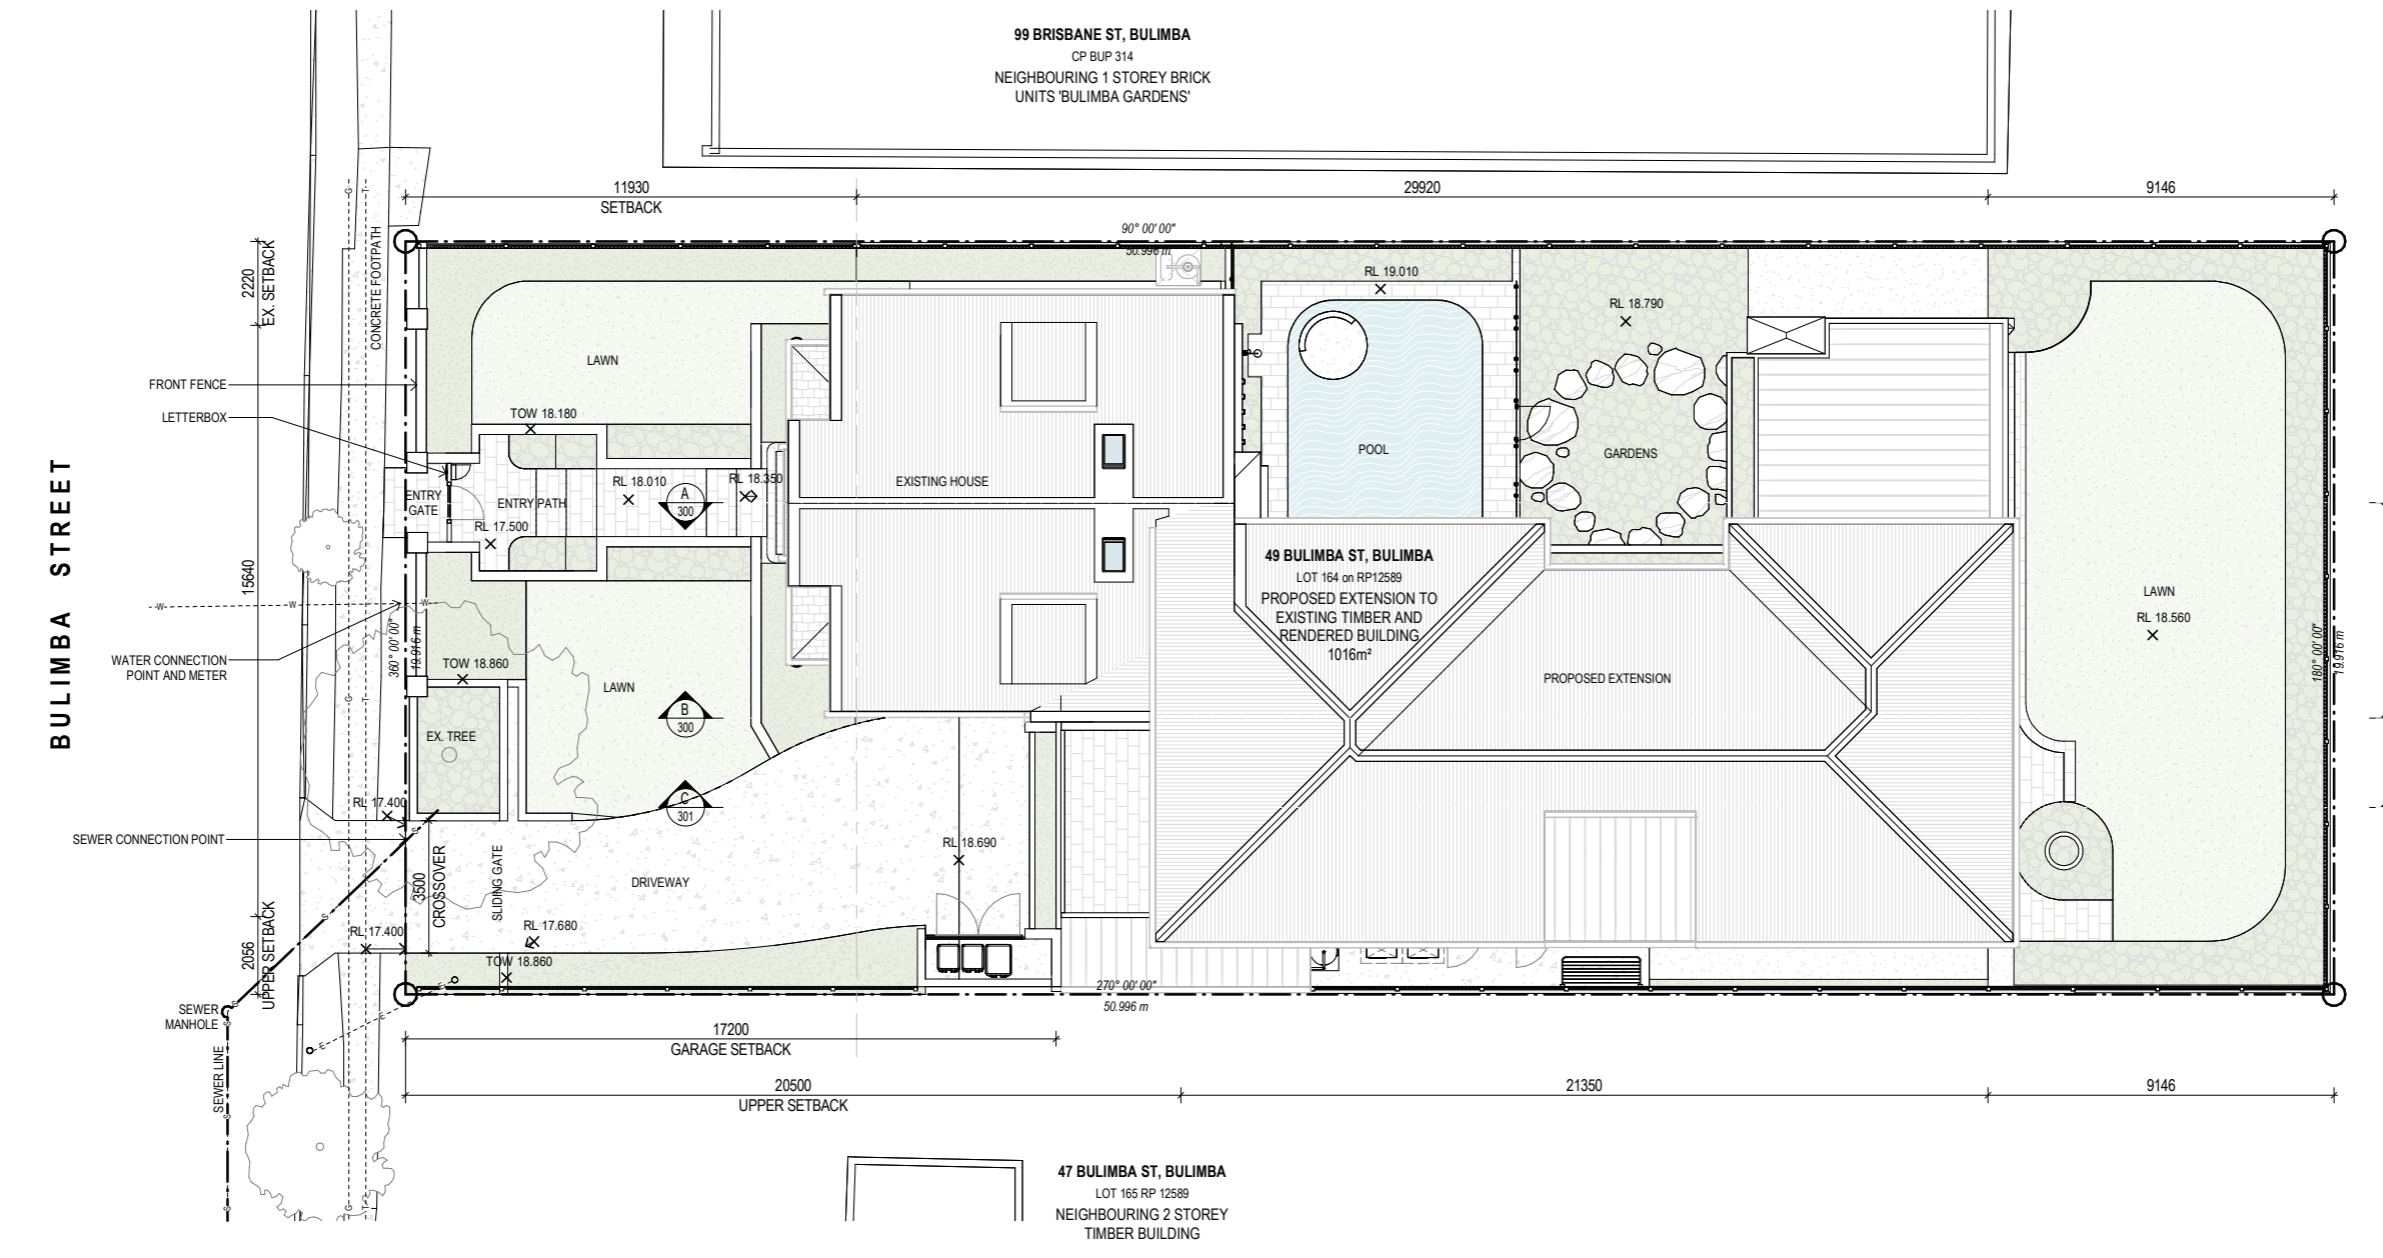 99 BRISBANE ST, BULIMBA
CP BUP 314
NEIGHBOURING 1 STOREY BRICK
UNITS 'BULIMBA GARDENS'
11930
SETBACK
29920
9146
90° 00' 00"
50.996 m
2220
EX. SETBACK
CONCRETE FOOTPATH
G
T
RL 19.010
RL 18.790
LAWN
FRONT FENCE
LETTERBOX
TOW 18.180
POOL
GARDENS
EXISTING HOUSE
RL 18.010
RL 18.350
A
300
ENTRY
GATE
ENTRY PATH
RL 17.500
BULIMBA STREET
15640
49 BULIMBA ST, BULIMBA
LOT 164 on RP12589
PROPOSED EXTENSION TO
EXISTING TIMBER AND
RENDERED BUILDING
1016m²
LAWN
RL 18.560
W
W
W
360° 00' 00"
19.916 m
180° 00' 00"
19.916 m
WATER CONNECTION
POINT AND METER
TOW 18.860
LAWN
PROPOSED EXTENSION
G
T
B
300
EX. TREE
C
301
RL 17.400
SEWER CONNECTION POINT
S
3500
CROSSOVER
SLIDING GATE
DRIVEWAY
RL 18.690
S
RL 17.400
RL 17.680
2056
UPPER SETBACK
TOW 18.860
E
270° 00' 00"
50.996 m
S
SEWER
MANHOLE
S
E
17200
GARAGE SETBACK
SEWER LINE
20500
UPPER SETBACK
21350
9146
S
47 BULIMBA ST, BULIMBA
LOT 165 RP 12589
NEIGHBOURING 2 STOREY
TIMBER BUILDING
S
G
T